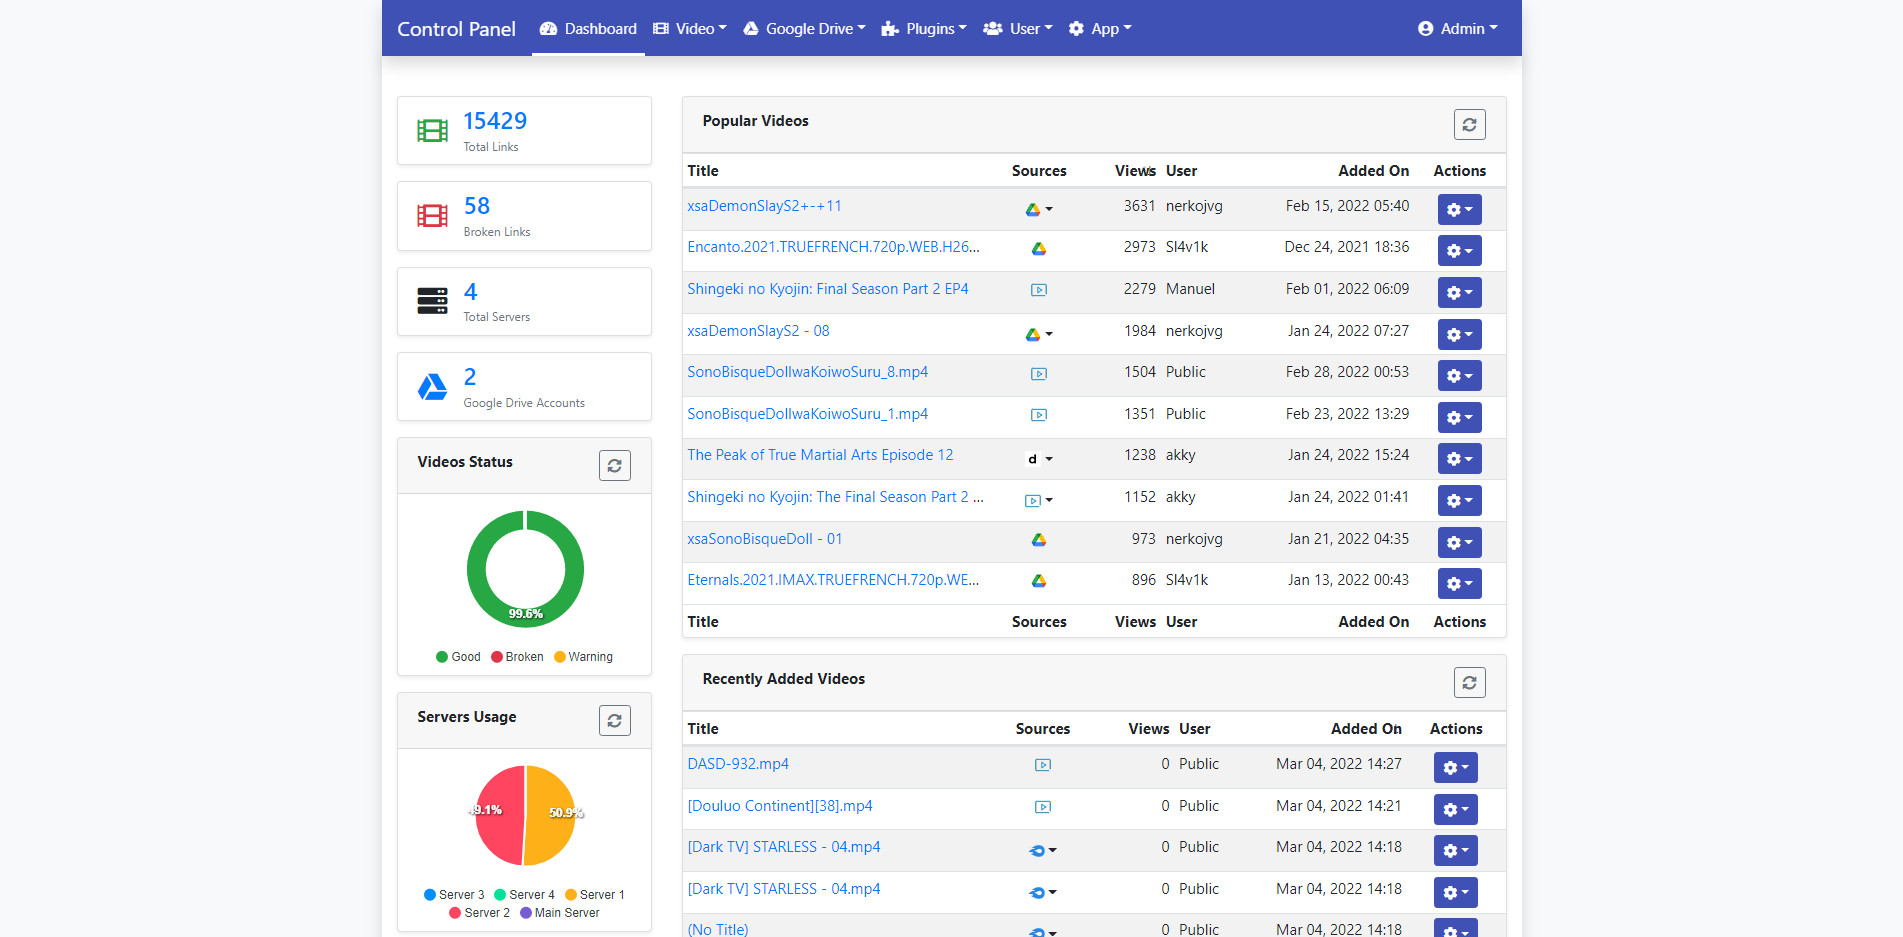 Control Panel
Dashboard
Video
Google Drive
Plugins
User
App
Admin
15429
Total Links
58
Broken Links
4
Total Servers
2
Google Drive Accounts
Videos Status
99.6%
Good Broken Warning
Servers Usage
49.1% 50.9%
Server 3 Server 4 Server 1
Server 2 Main Server
Popular Videos
Title Sources Views User Added On Actions
xsaDemonSlayS2+-+11 3631 nerkojvg Feb 15, 2022 05:40
Encanto.2021.TRUEFRENCH.720p.WEB.H26... 2973 Sl4v1k Dec 24, 2021 18:36
Shingeki no Kyojin: Final Season Part 2 EP4 2279 Manuel Feb 01, 2022 06:09
xsaDemonSlayS2 - 08 1984 nerkojvg Jan 24, 2022 07:27
SonoBisqueDollwaKoiwoSuru_8.mp4 1504 Public Feb 28, 2022 00:53
SonoBisqueDollwaKoiwoSuru_1.mp4 1351 Public Feb 23, 2022 13:29
The Peak of True Martial Arts Episode 12 d 1238 akky Jan 24, 2022 15:24
Shingeki no Kyojin: The Final Season Part 2 ... 1152 akky Jan 24, 2022 01:41
xsaSonoBisqueDoll - 01 973 nerkojvg Jan 21, 2022 04:35
Eternals.2021.IMAX.TRUEFRENCH.720p.WE... 896 Sl4v1k Jan 13, 2022 00:43
Title Sources Views User Added On Actions
Recently Added Videos
Title Sources Views User Added On Actions
DASD-932.mp4 0 Public Mar 04, 2022 14:27
[Douluo Continent][38].mp4 0 Public Mar 04, 2022 14:21
[Dark TV] STARLESS - 04.mp4 0 Public Mar 04, 2022 14:18
[Dark TV] STARLESS - 04.mp4 0 Public Mar 04, 2022 14:18
(No Title) 0 Public Mar 04, 2022 14:18